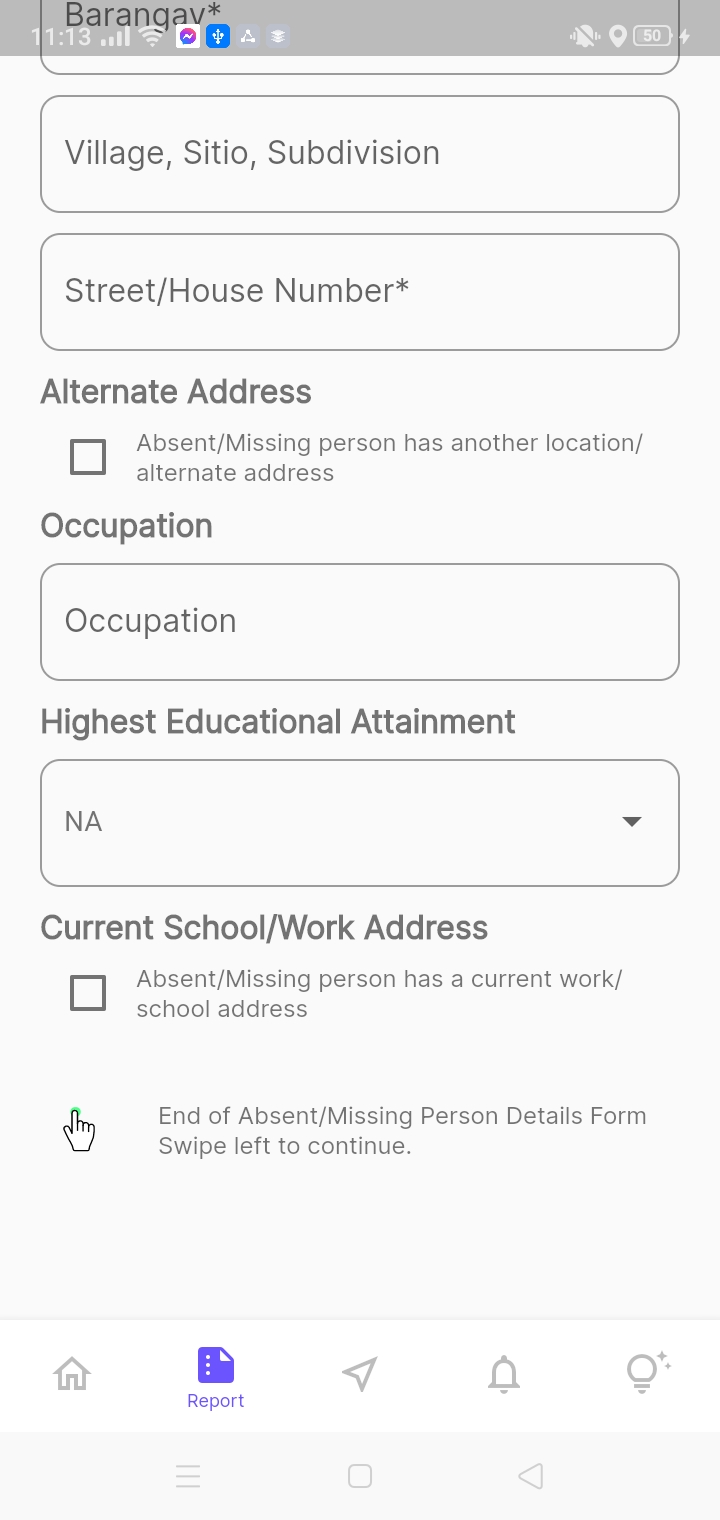 Barangay*
11:13
50
Village, Sitio, Subdivision
Street/House Number*
Alternate Address
Absent/Missing person has another location/
alternate address
Occupation
Occupation
Highest Educational Attainment
NA
Current School/Work Address
Absent/Missing person has a current work/
school address
End of Absent/Missing Person Details Form
Swipe left to continue.
Report